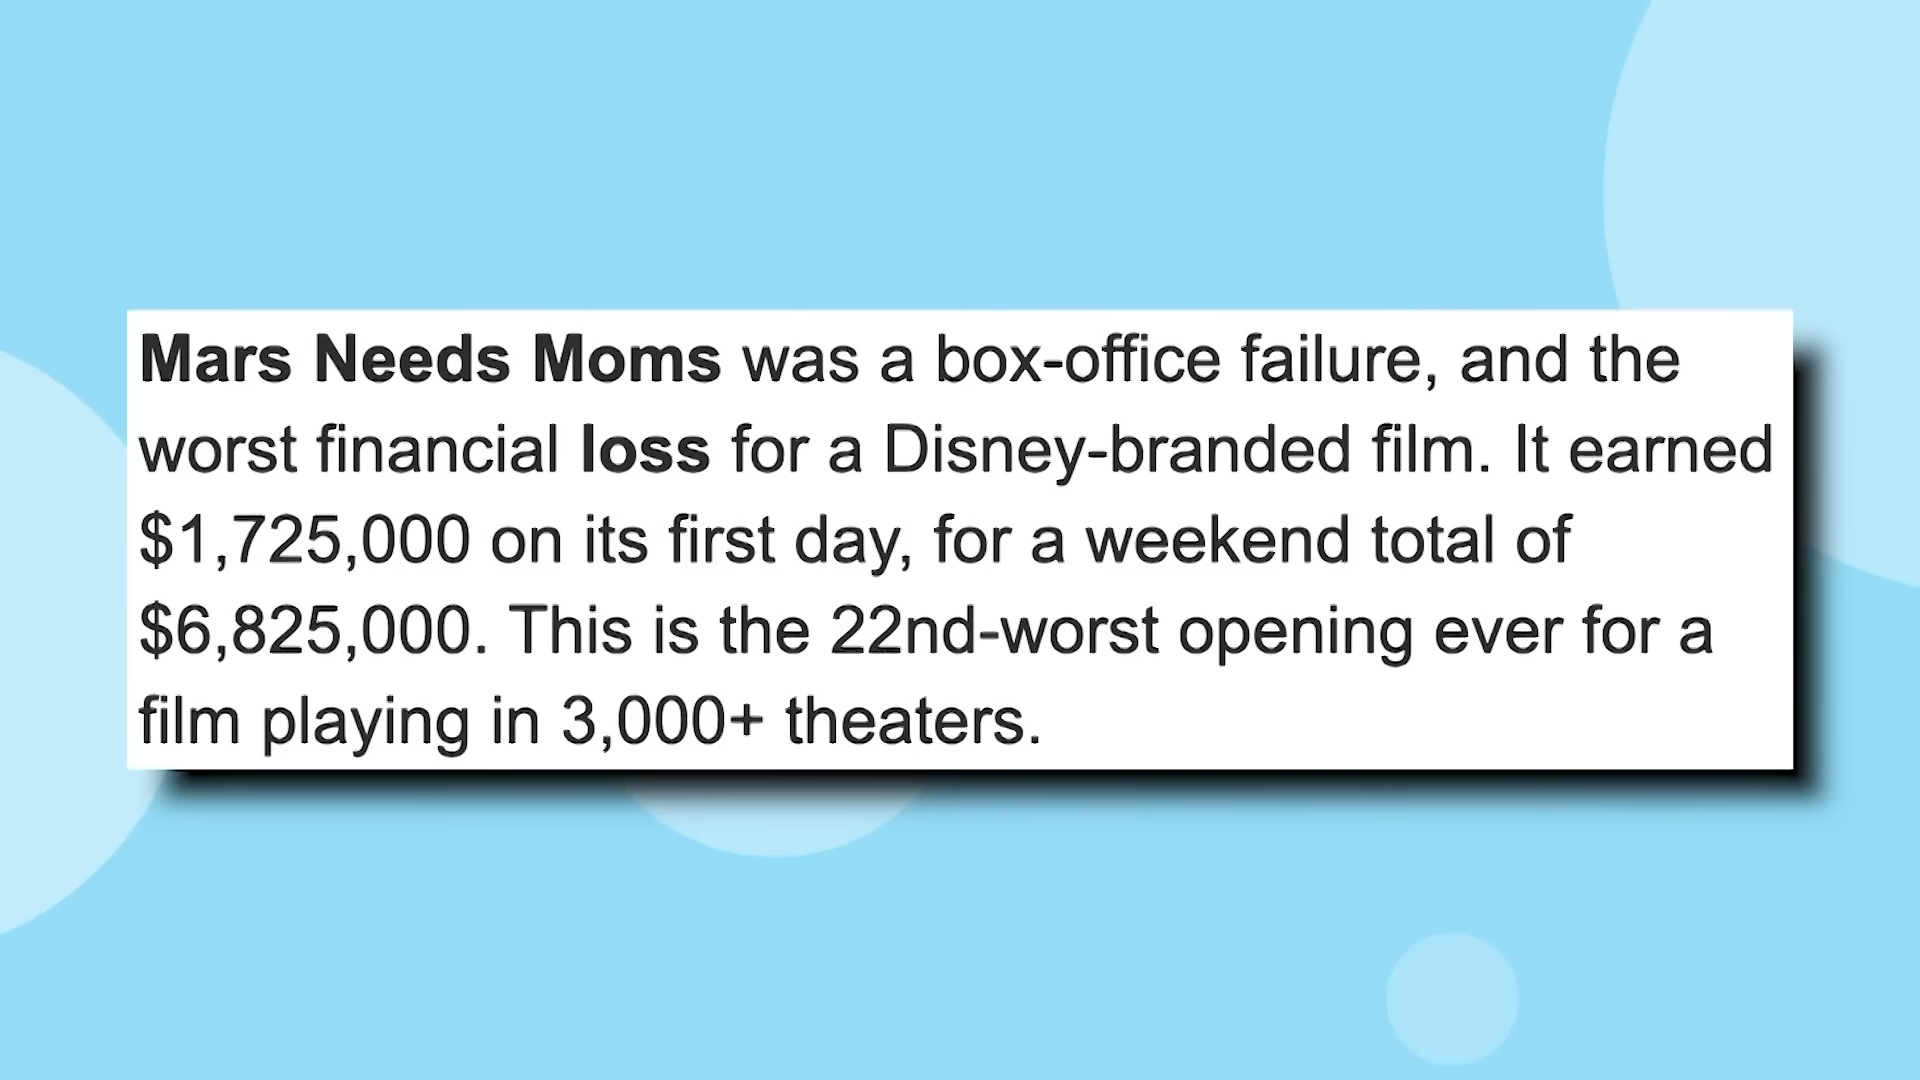 Mars Needs Moms was a box-office failure, and the
worst financial loss for a Disney-branded film. It earned
$1,725,000 on its first day, for a weekend total of
$6,825,000. This is the 22nd-worst opening ever for a
film playing in 3,000+ theaters.